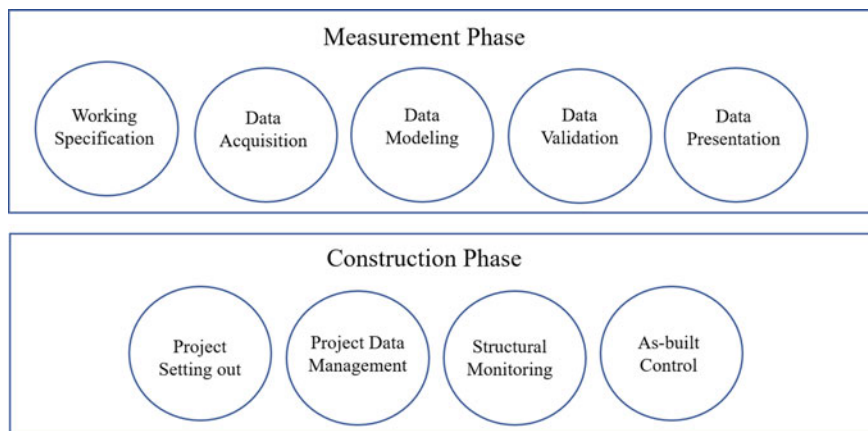 Measurement Phase
Working
Specification
Data
Acquisition
Data
Modeling
Data
Validation
Data
Presentation
Construction Phase
Project
Setting out
Project Data
Management
Structural
Monitoring
As-built
Control